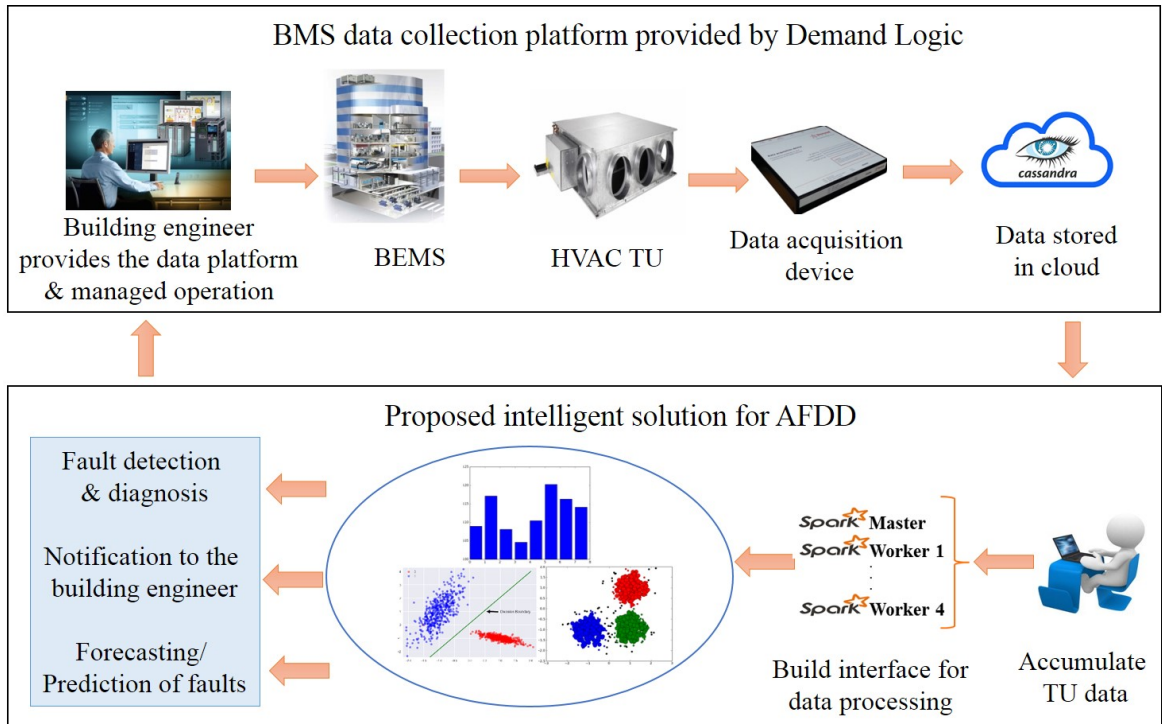 BMS data collection platform provided by Demand Logic
Building engineer
provides the data platform
& managed operation
BEMS
HVAC TU
Data acquisition
device
cassandra
Data stored
in cloud
Proposed intelligent solution for AFDD
Fault detection
& diagnosis
Notification to the
building engineer
Forecasting/
Prediction of faults
Decision Boundary
Spark Master
Spark Worker 1
Spark Worker 4
Build interface for
data processing
Accumulate
TU data